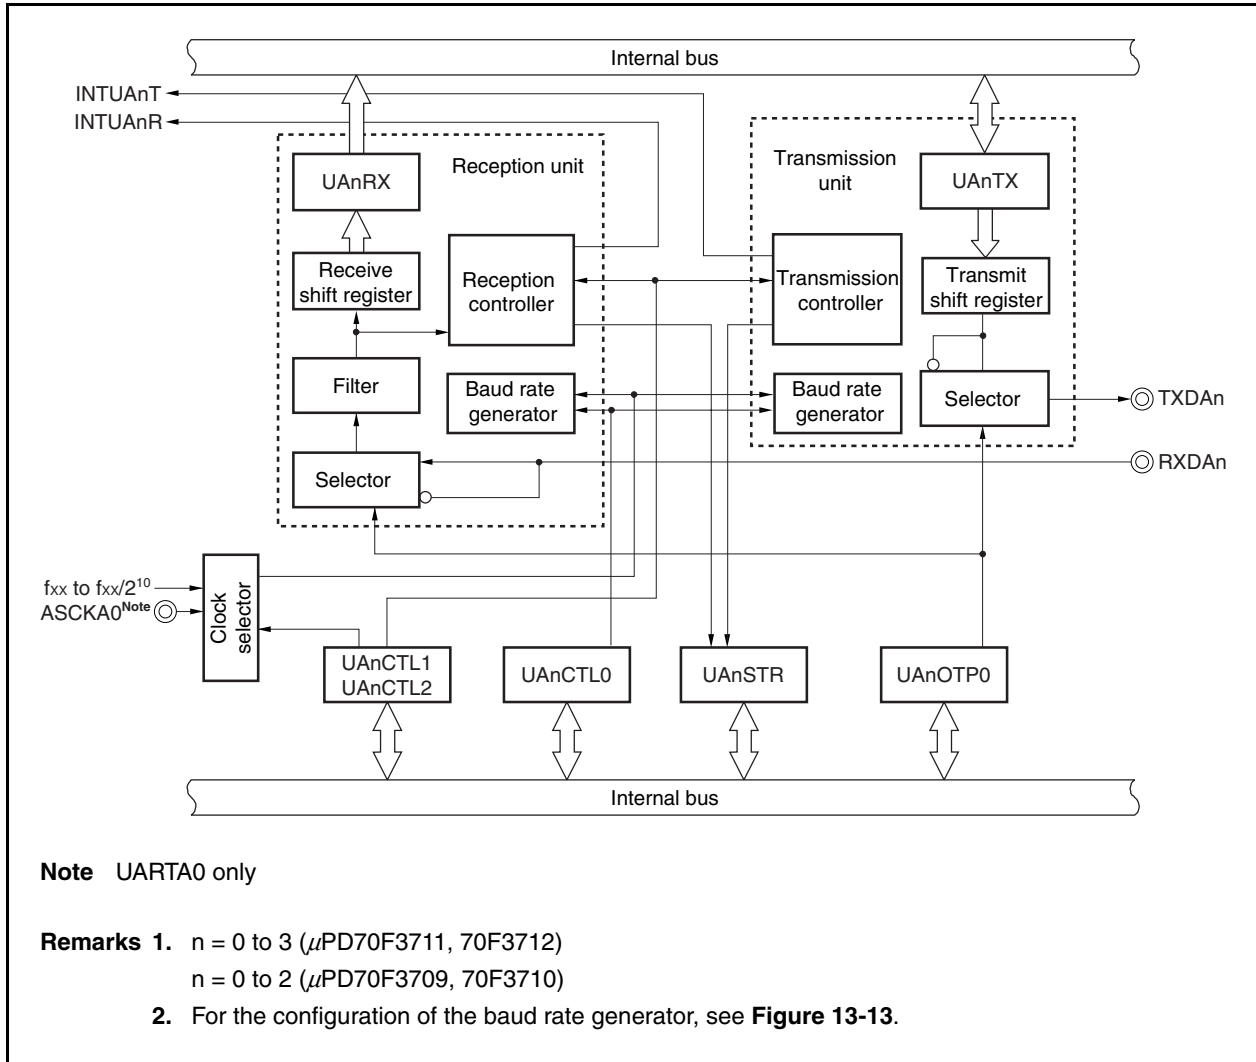 Internal bus
INTUAnT
INTUAnR
Reception unit
Transmission
unit
UAnRX
UAnTX
Receive
shift register
Reception
controller
Transmission
controller
Transmit
shift register
Filter
Baud rate
generator
Baud rate
generator
Selector
TXDAn
Selector
RXDAn
fxx to fxx/2¹⁰
ASCKA0Note
Clock
selector
UAnCTL1
UAnCTL2
UAnCTL0
UAnSTR
UAnOTP0
Internal bus
Note UARTA0 only
Remarks 1. n = 0 to 3 (μPD70F3711, 70F3712)
n = 0 to 2 (μPD70F3709, 70F3710)
2. For the configuration of the baud rate generator, see Figure 13-13.